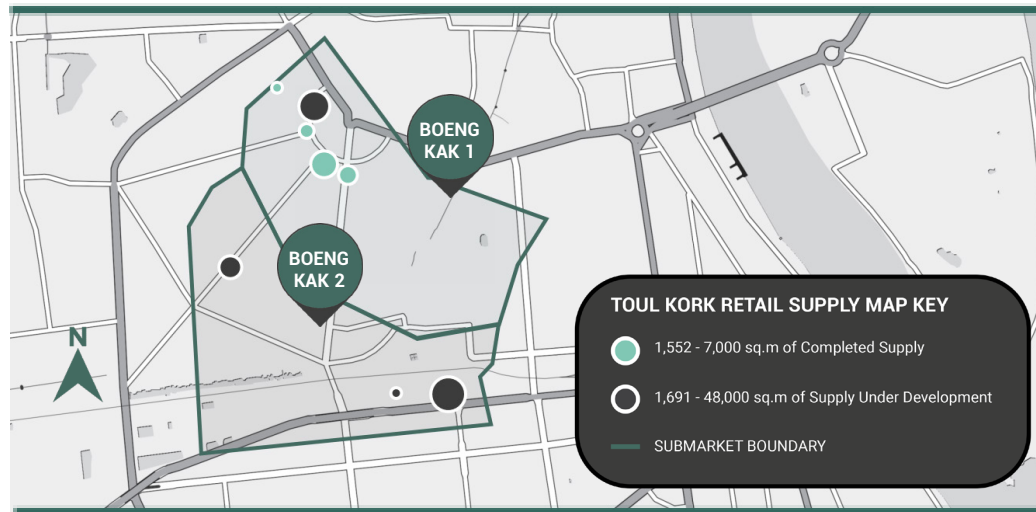 BOENG
KAK 1
BOENG
KAK 2
N
TOUL KORK RETAIL SUPPLY MAP KEY
1,552 - 7,000 sq.m of Completed Supply
1,691 - 48,000 sq.m of Supply Under Development
SUBMARKET BOUNDARY